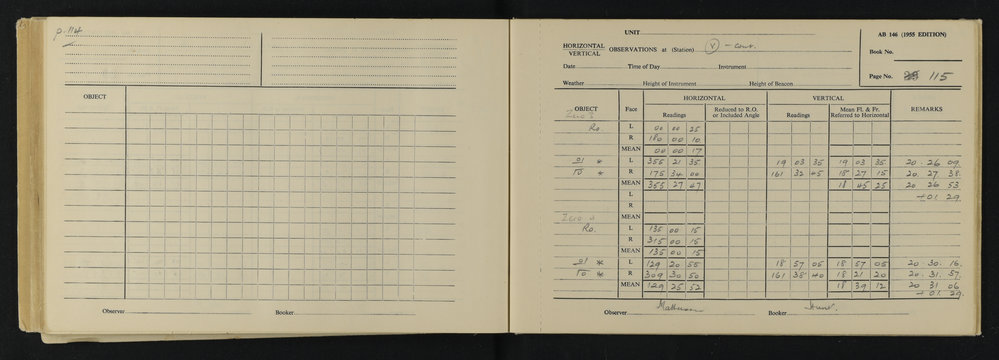 p. 114
OBJECT
Observer
Booker
UNIT
AB 146 (1955 EDITION)
HORIZONTAL
VERTICAL
OBSERVATIONS at (Station) (V) - cont.
Book No.
Date
Time of Day
Instrument
Page No. 115
Weather
Height of Instrument
Height of Beacon
OBJECT Face HORIZONTAL VERTICAL REMARKS
Readings Reduced to R.O. or Included Angle Readings Mean Fl. & Fr. Referred to Horizontal
Zero 3
Ro. L 00 00 25
R 180 00 10
MEAN 00 00 17
* L 355 21 35 19 03 35 19 03 35 20 26 09
* R 175 34 00 161 32 45 18 27 15 20 27 38
MEAN 355 27 47 18 45 25 20 26 53
L +01 29
R
Zero 4 MEAN
Ro. L 135 00 15
R 315 00 15
MEAN 135 00 15
* L 129 20 55 18 57 05 18 57 05 20 30 16
* R 309 30 50 161 38 40 18 21 20 20 31 57
MEAN 129 25 52 18 39 12 20 31 06
+01 29
Observer
Booker